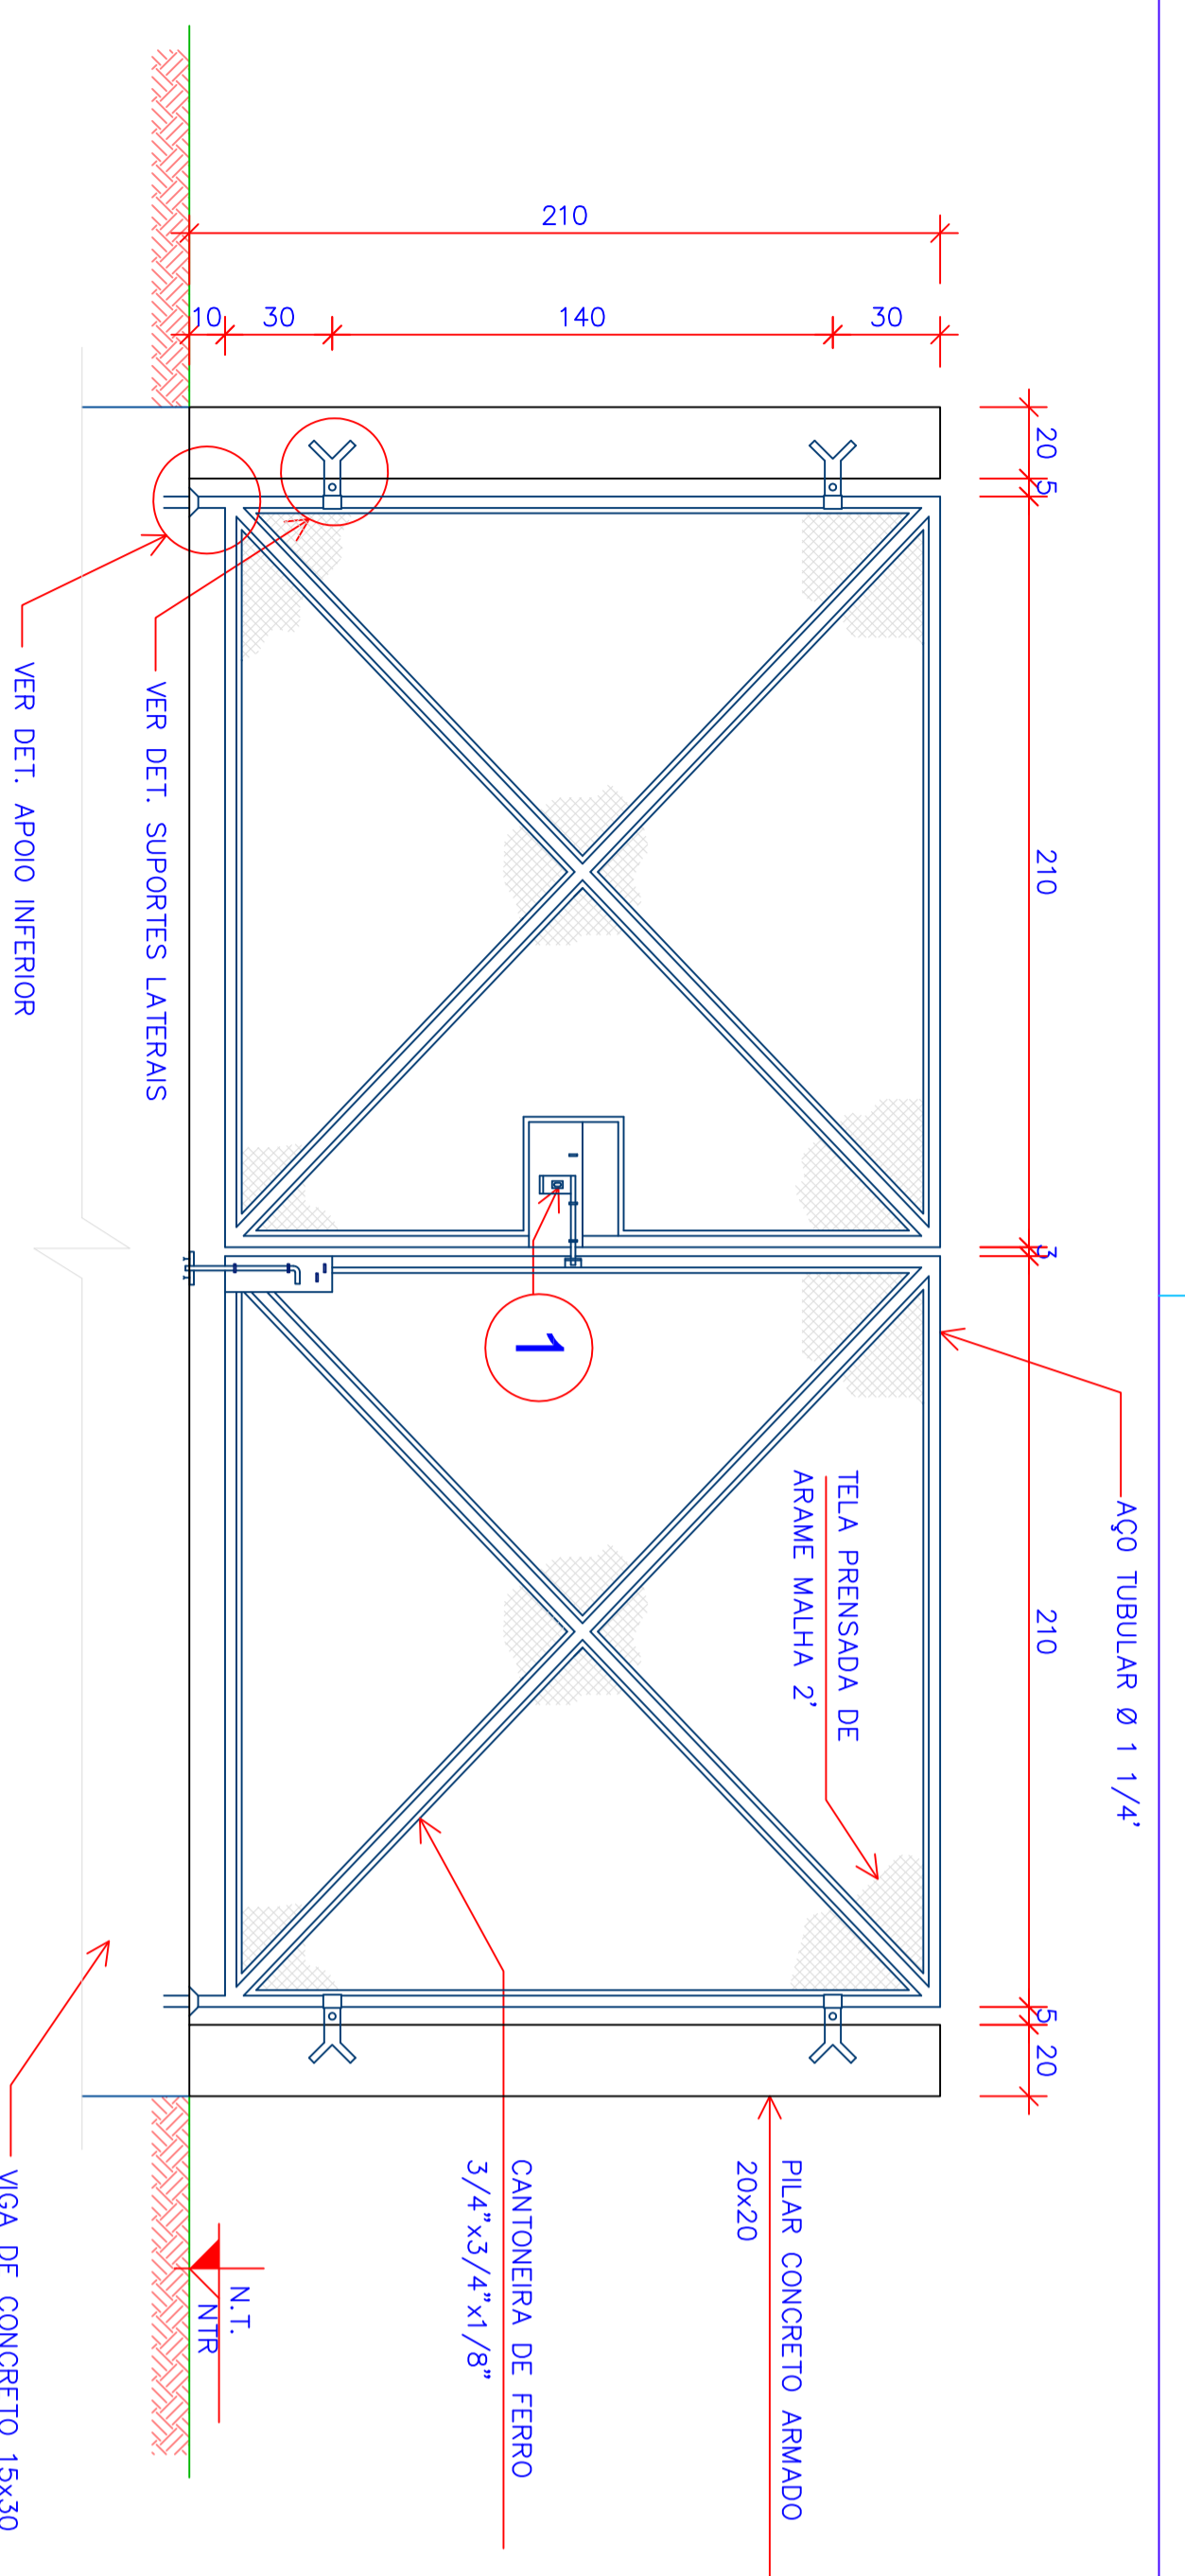 AÇO TUBULAR Ø 1 1/4'
20
5
210
3
210
5
20
TELA PRENSADA DE
ARAME MALHA 2'
PILAR CONCRETO ARMADO
20x20
210
10
30
140
30
1
CANTONEIRA DE FERRO
3/4"x3/4"x1/8"
N.T.
NTR
VER DET. SUPORTES LATERAIS
VER DET. APOIO INFERIOR
VIGA DE CONCRETO 15x30